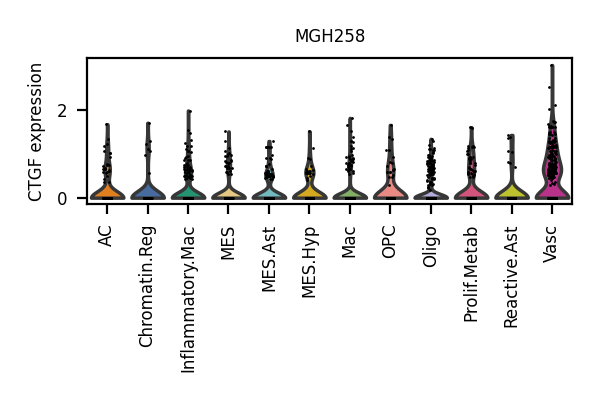 MGH258
CTGF expression
2
0
AC
Chromatin.Reg
Inflammatory.Mac
MES
MES.Ast
MES.Hyp
Mac
OPC
Oligo
Prolif.Metab
Reactive.Ast
Vasc